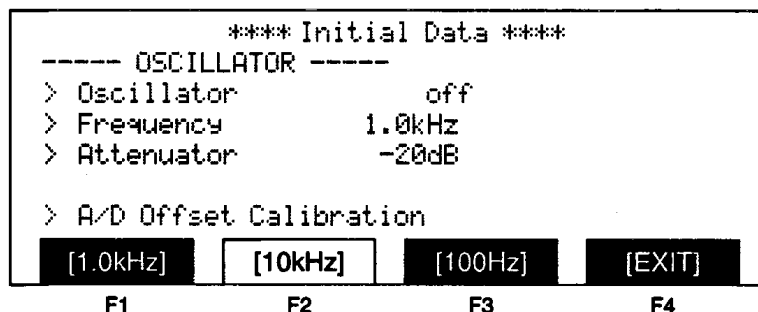 **** Initial Data ****
----- OSCILLATOR -----
> Oscillator off
> Frequency 1.0kHz
> Attenuator -20dB
> A/D Offset Calibration
[1.0kHz] [10kHz] [100Hz] [EXIT]
F1 F2 F3 F4